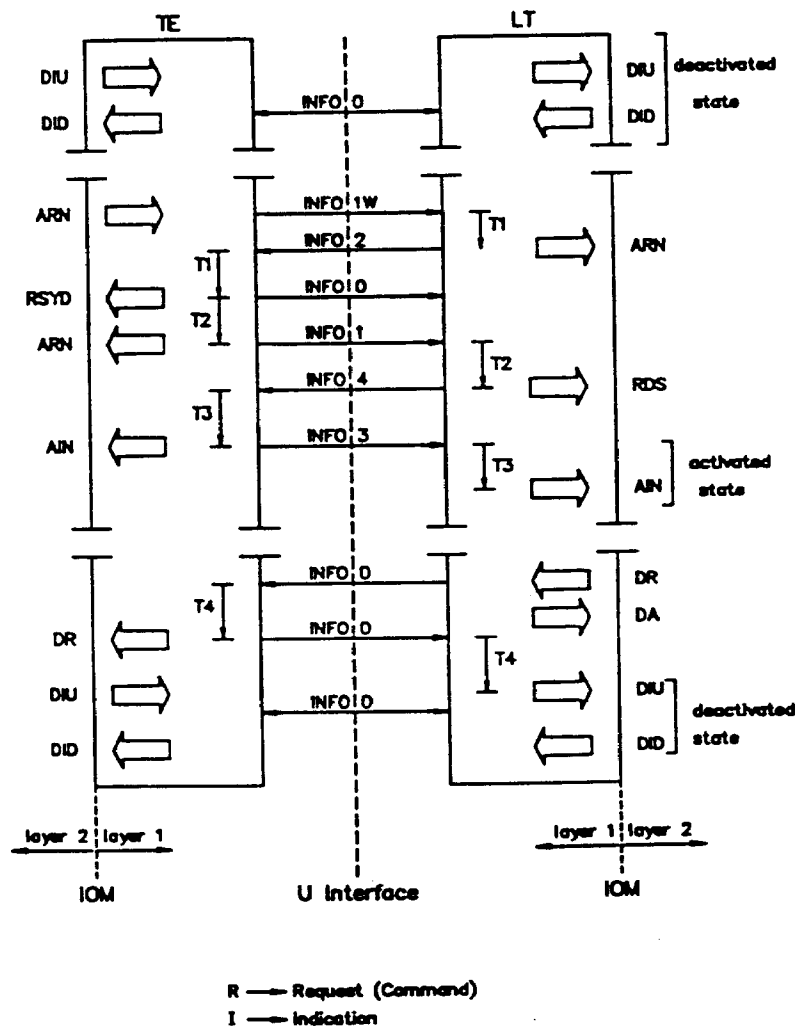 TE LT
DIU DIU deactivated
INFO 0 state
DID DID
ARN INFO 1W T1
T1 INFO 2 ARN
RSYD INFO 0
T2
ARN INFO 1 T2
INFO 4 RDS
T3
AIN INFO 3 T3 activated
AIN state
INFO 0 DR
T4 DA
DR INFO 0 T4
DIU INFO 0 DIU deactivated
DID DID state
layer 2 layer 1 layer 1 layer 2
IOM U Interface IOM
R Request (Command)
I Indication